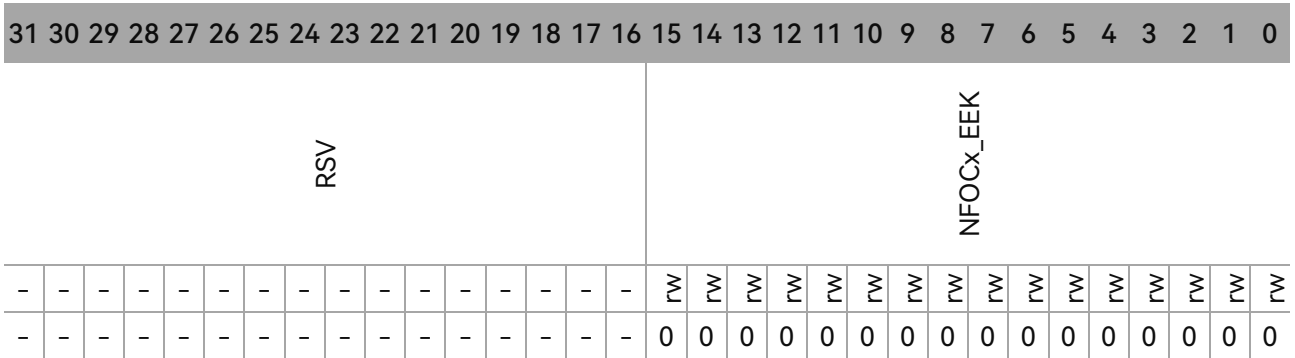 31 30 29 28 27 26 25 24 23 22 21 20 19 18 17 16 15 14 13 12 11 10 9 8 7 6 5 4 3 2 1 0
RSV NFOCx_EEK
- - - - - - - - - - - - - - - - rw rw rw rw rw rw rw rw rw rw rw rw rw rw rw rw
- - - - - - - - - - - - - - - - 0 0 0 0 0 0 0 0 0 0 0 0 0 0 0 0